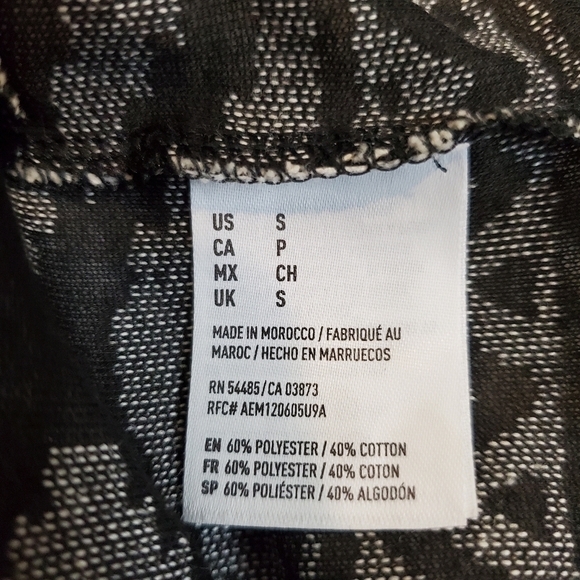 US S
CA P
MX CH
UK S
MADE IN MOROCCO / FABRIQUÉ AU
MAROC / HECHO EN MARRUECOS
RN 54485 / CA 03873
RFC# AEM120605U9A
EN 60% POLYESTER / 40% COTTON
FR 60% POLYESTER / 40% COTON
SP 60% POLIÉSTER / 40% ALGODÓN